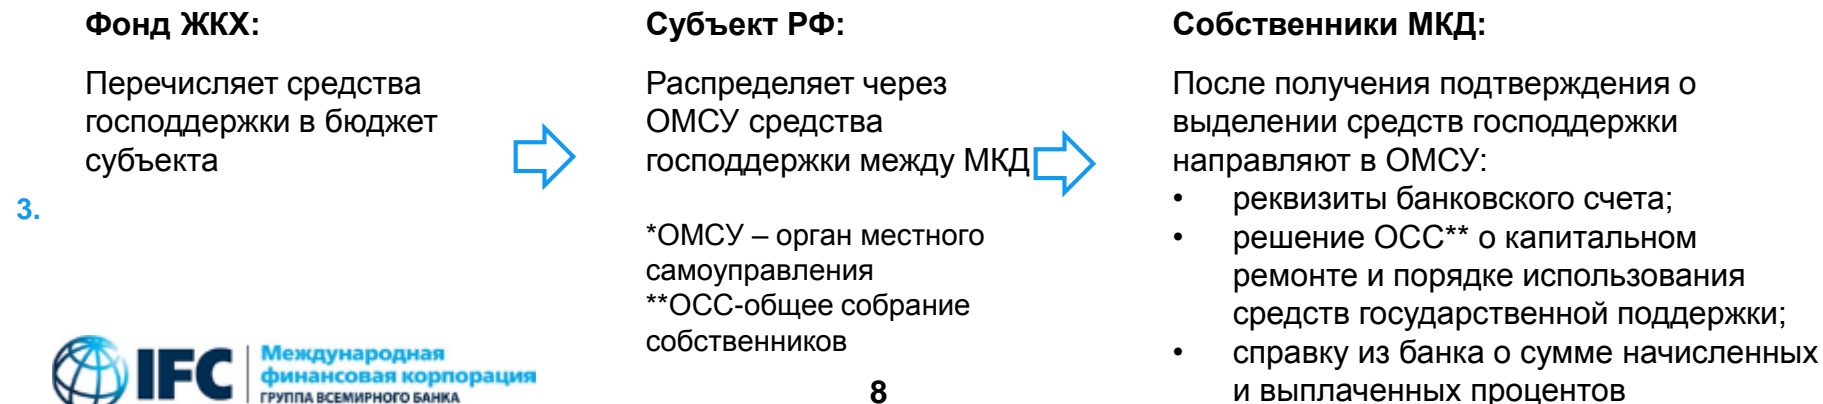 Фонд ЖКХ:
Перечисляет средства
господдержки в бюджет
субъекта
3.
Субъект РФ:
Распределяет через
ОМСУ средства
господдержки между МКД
*ОМСУ – орган местного
самоуправления
**ОСС-общее собрание
собственников
Собственники МКД:
После получения подтверждения о
выделении средств господдержки
направляют в ОМСУ:
• реквизиты банковского счета;
• решение ОСС** о капитальном
ремонте и порядке использования
средств государственной поддержки;
• справку из банка о сумме начисленных
и выплаченных процентов
IFC
Международная
финансовая корпорация
ГРУППА ВСЕМИРНОГО БАНКА
8